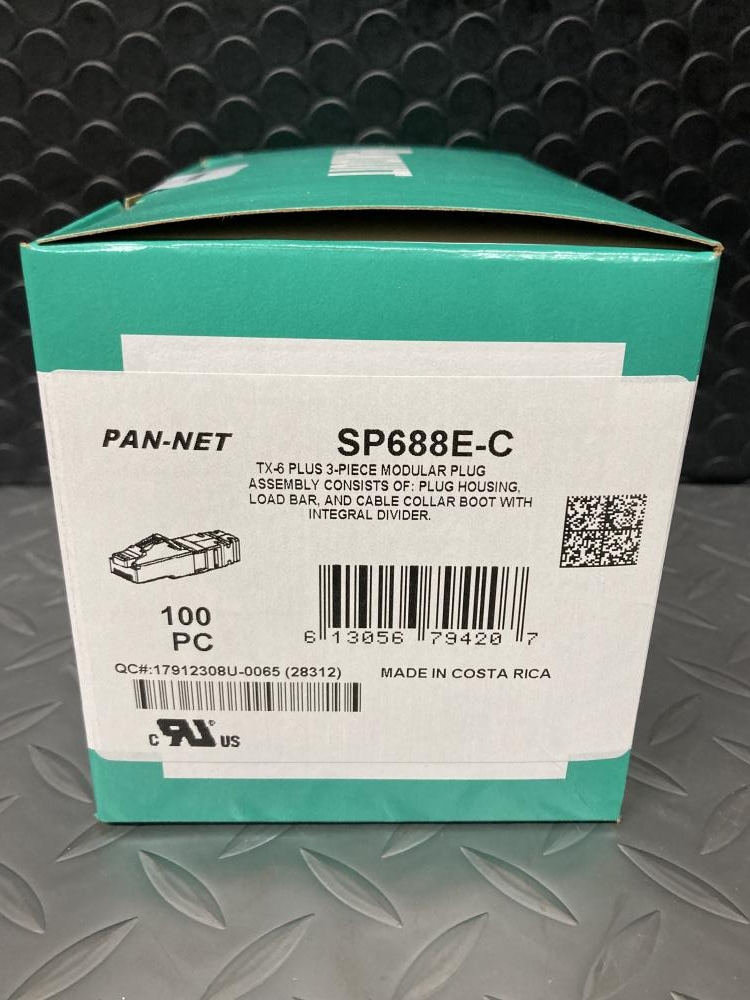 PAN-NET
SP688E-C
TX-6 PLUS 3-PIECE MODULAR PLUG
ASSEMBLY CONSISTS OF: PLUG HOUSING,
LOAD BAR, AND CABLE COLLAR BOOT WITH
INTEGRAL DIVIDER.
100
PC
6 13056 79420 7
QC#:17912308U-0065 (28312)
MADE IN COSTA RICA
C RU® US